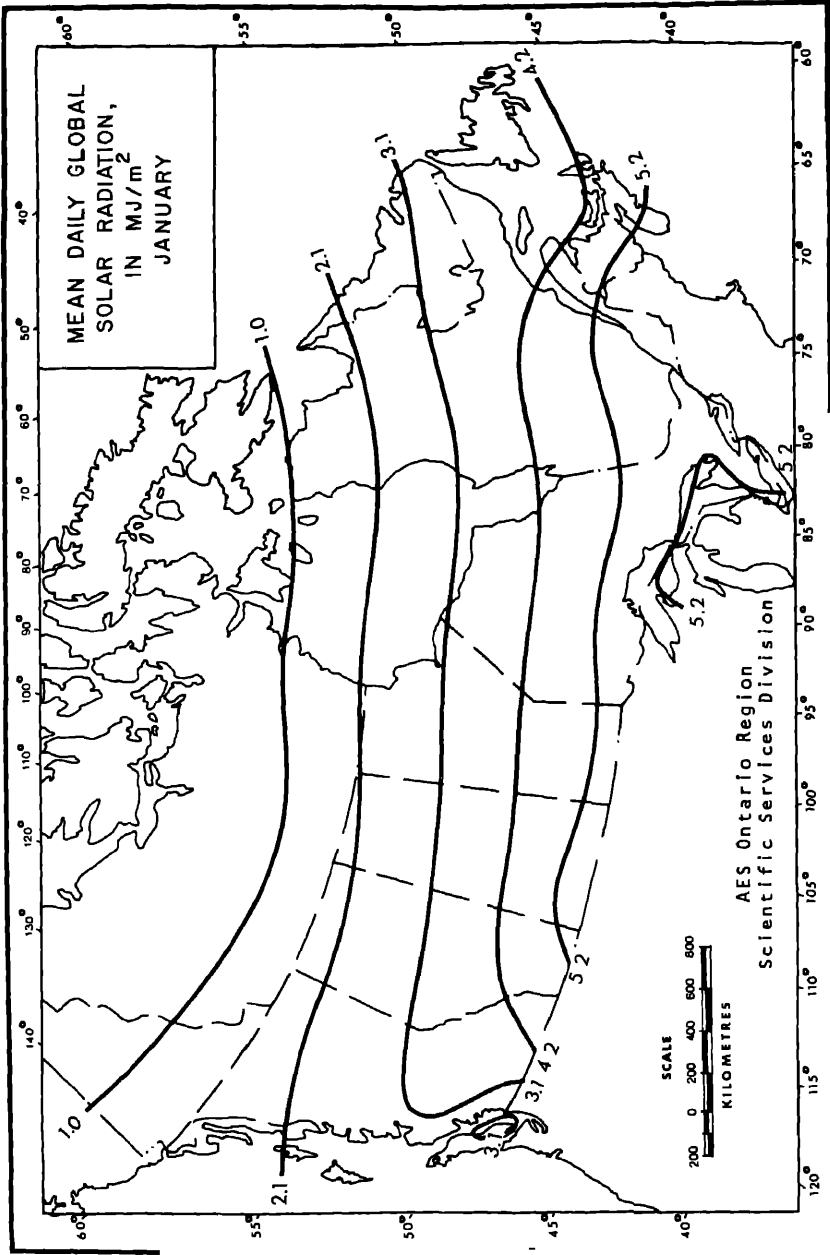 MEAN DAILY GLOBAL
SOLAR RADIATION,
IN MJ/m²
JANUARY
140° 130° 120° 110° 100° 90° 80° 70° 60° 50° 40°
60°
60°
1.0
1.0
55°
55°
2.1
2.1
3.1
50°
50°
3.1
3.1 4 2
4.2
45°
45°
5 2
5.2
5.2
5 2
40°
40°
SCALE
200 0 200 400 600 800
KILOMETRES
AES Ontario Region
Scientific Services Division
120° 115° 110° 105° 100° 95° 90° 85° 80° 75° 70° 65° 60°